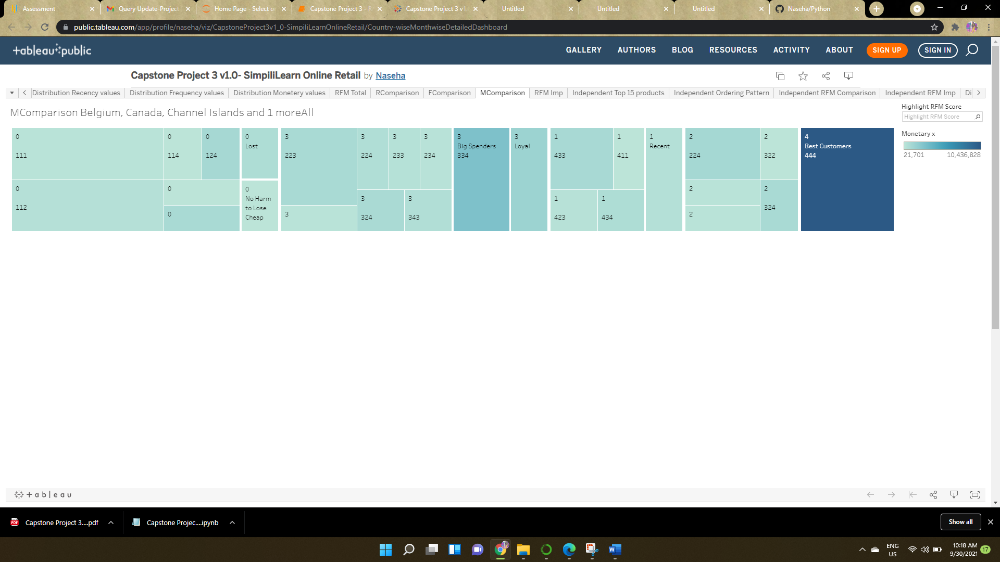 Assessment
Query Update-Project
Home Page - Select or
Capstone Project 3 - R
Capstone Project 3 v1.
Untitled
Untitled
Untitled
Naseha/Python
public.tableau.com/app/profile/naseha/viz/CapstoneProject3v1_0-SimpiliLearnOnlineRetail/Country-wiseMonthwiseDetailedDashboard
+ableau public
GALLERY
AUTHORS
BLOG
RESOURCES
ACTIVITY
ABOUT
SIGN UP
SIGN IN
Capstone Project 3 v1.0- SimpiliLearn Online Retail by Naseha
Distribution Recency values
Distribution Frequency values
Distribution Monetery values
RFM Total
RComparison
FComparison
MComparison
RFM Imp
Independent Top 15 products
Independent Ordering Pattern
Independent RFM Comparison
Independent RFM Imp
Di
MComparison Belgium, Canada, Channel Islands and 1 moreAll
Highlight RFM Score
Highlight RFM Score
Monetary x
21,701
10,436,828
0
111
0
112
0
114
0
124
0
0
0
Lost
0
No Harm
to Lose
Cheap
3
223
3
3
224
3
233
3
234
3
324
3
343
3
Big Spenders
334
3
Loyal
1
433
1
411
1
423
1
434
1
Recent
2
224
2
2
2
322
2
324
4
Best Customers
444
+ableau
Capstone Project 3....pdf
Capstone Projec....ipynb
Show all
ENG
US
10:18 AM
9/30/2021
17